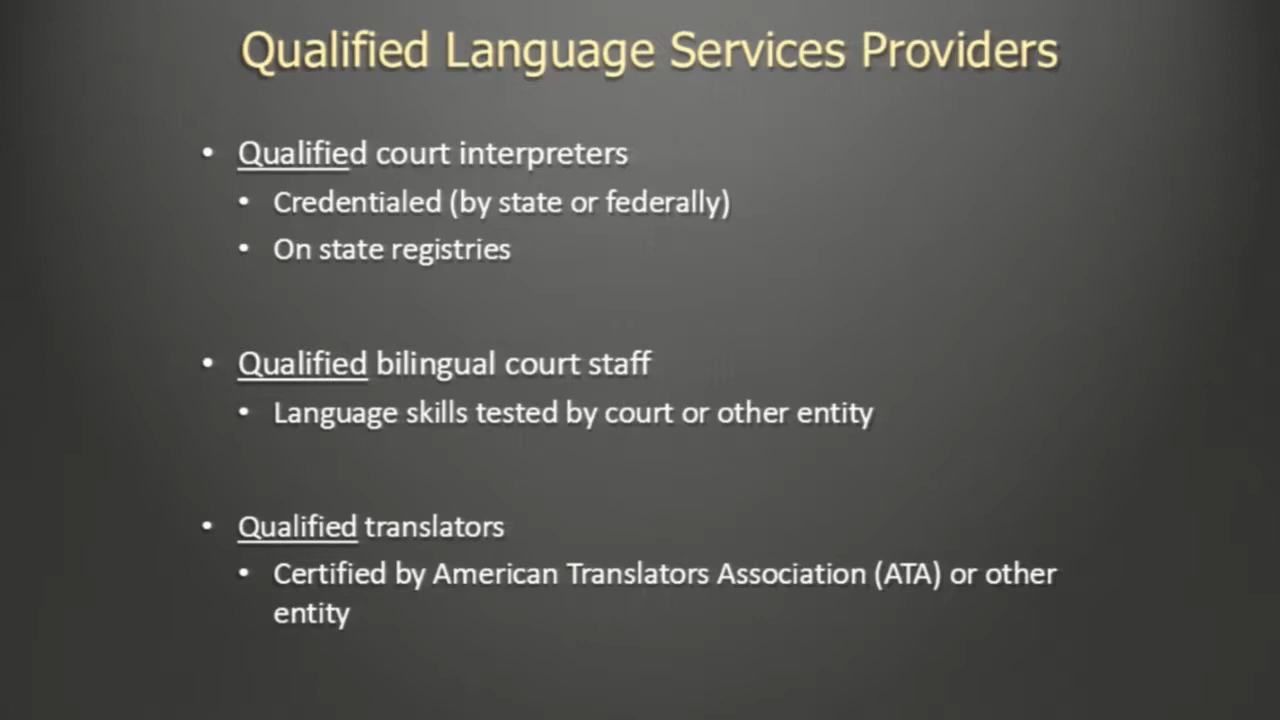 Qualified Language Services Providers
• Qualified court interpreters
• Credentialed (by state or federally)
• On state registries
• Qualified bilingual court staff
• Language skills tested by court or other entity
• Qualified translators
• Certified by American Translators Association (ATA) or other
entity